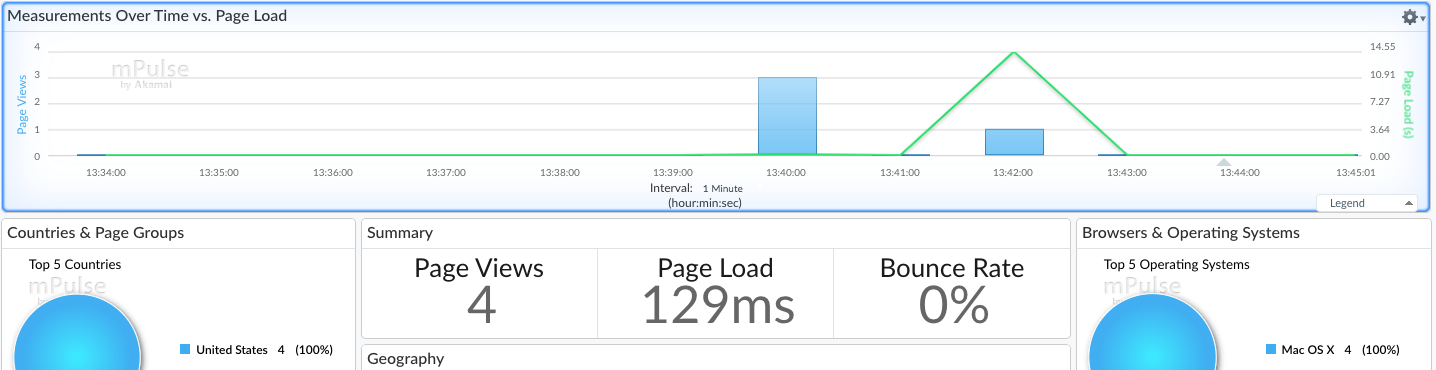 Measurements Over Time vs. Page Load
4
3
2
1
0
Page Views
mPulse
by Akamai
14.55
10.91
7.27
3.64
0.00
Page Load (s)
13:34:00 13:35:00 13:36:00 13:37:00 13:38:00 13:39:00 13:40:00 13:41:00 13:42:00 13:43:00 13:44:00 13:45:01
Interval: 1 Minute
(hour:min:sec)
Legend
Countries & Page Groups
Top 5 Countries
mPulse
United States 4 (100%)
Summary
Page Views
4
Page Load
129ms
Bounce Rate
0%
Geography
Browsers & Operating Systems
Top 5 Operating Systems
mPulse
Mac OS X 4 (100%)